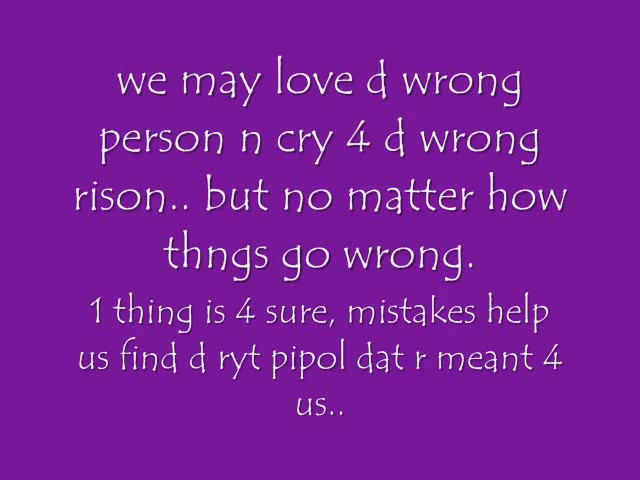 we may love d wrong
person n cry 4 d wrong
rison.. but no matter how
thngs go wrong.
1 thing is 4 sure, mistakes help
us find d ryt pipol dat r meant 4
us..